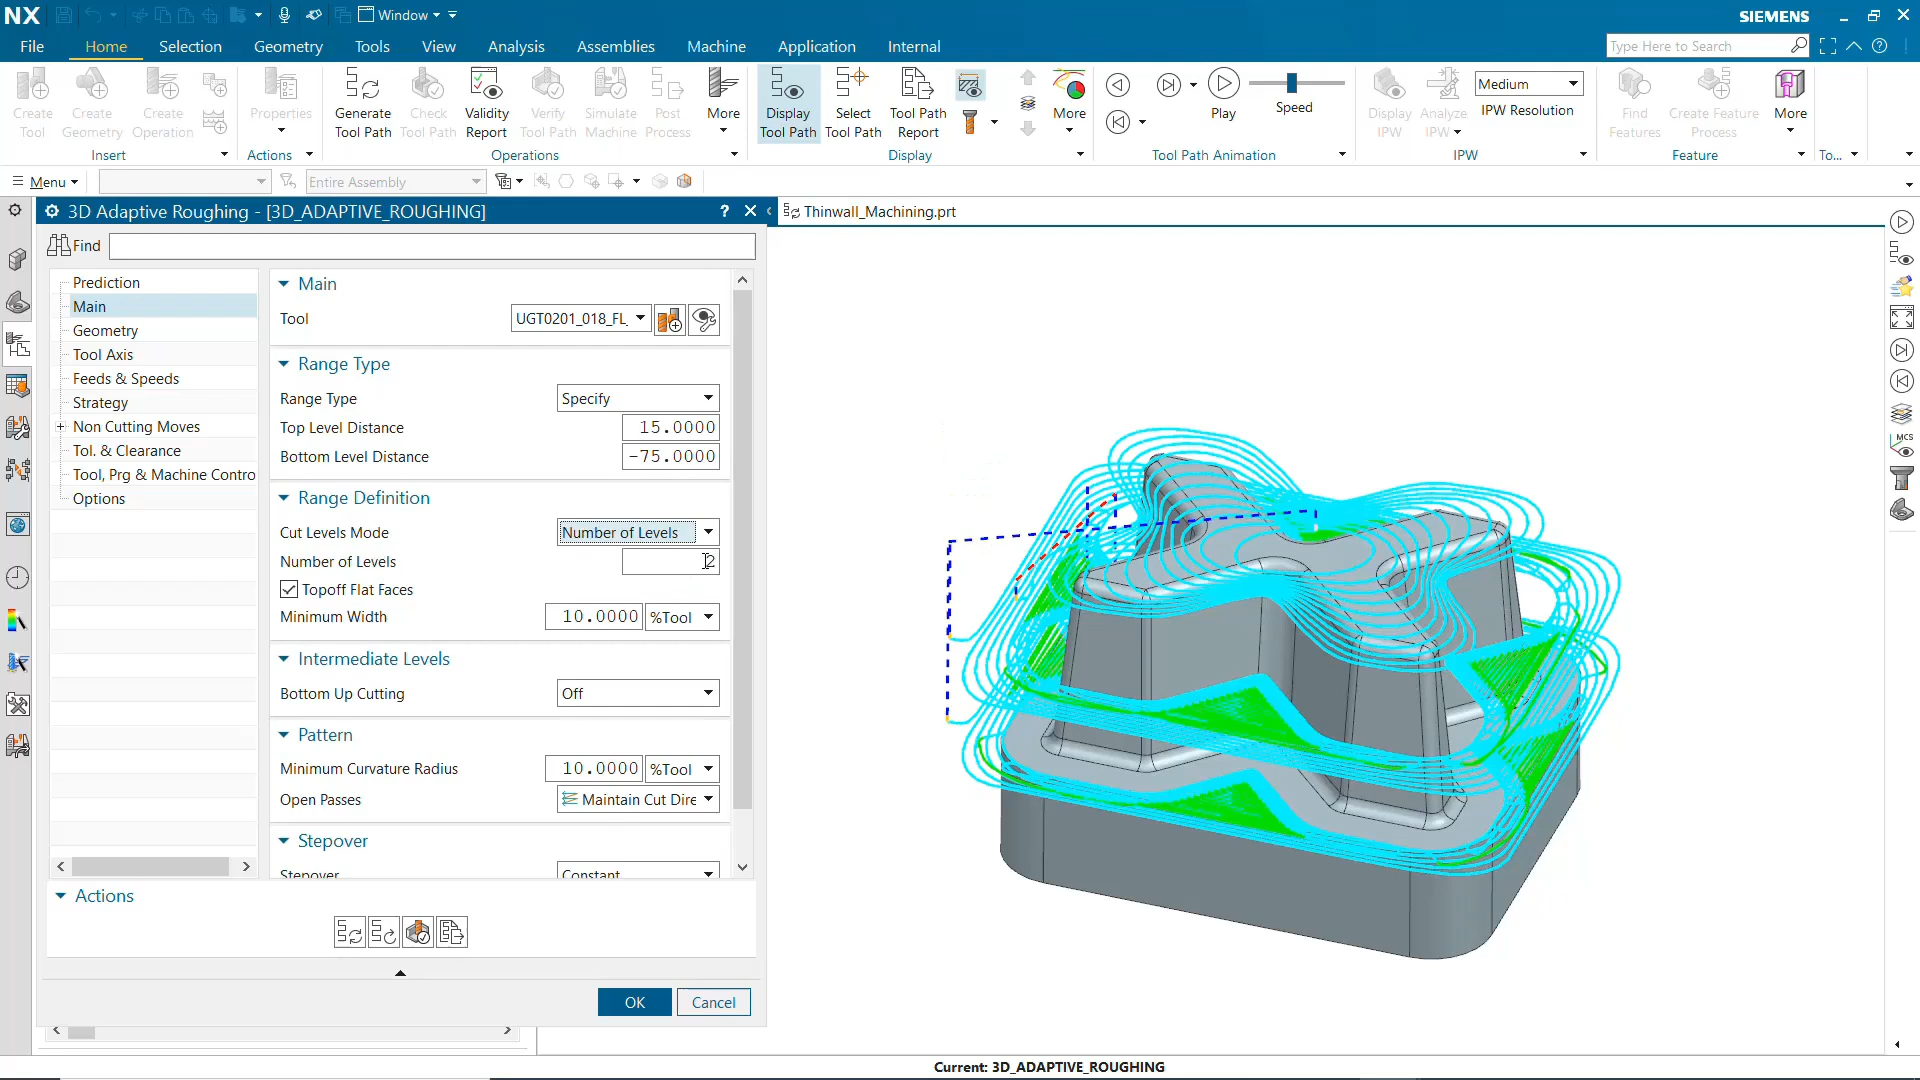 NX
Window
SIEMENS
File Home Selection Geometry Tools View Analysis Assemblies Machine Application Internal
Type Here to Search
Create Tool
Create Geometry
Create Operation
Properties
Generate Tool Path
Check Tool Path
Validity Report
Verify Tool Path
Simulate Machine
Post Process
More
Display Tool Path
Select Tool Path
Tool Path Report
More
Play
Speed
Display IPW
Analyze IPW
Medium
IPW Resolution
Find Features
Create Feature Process
More
Insert
Actions
Operations
Display
Tool Path Animation
IPW
Feature
To...
Menu
Entire Assembly
3D Adaptive Roughing - [3D_ADAPTIVE_ROUGHING]
?
Thinwall_Machining.prt
Find
Prediction
Main
Geometry
Tool Axis
Feeds & Speeds
Strategy
Non Cutting Moves
Tol. & Clearance
Tool, Prg & Machine Contro
Options
Main
Tool UGT0201_018_FL
Range Type
Range Type Specify
Top Level Distance 15.0000
Bottom Level Distance -75.0000
Range Definition
Cut Levels Mode Number of Levels
Number of Levels 2
Topoff Flat Faces
Minimum Width 10.0000 %Tool
Intermediate Levels
Bottom Up Cutting Off
Pattern
Minimum Curvature Radius 10.0000 %Tool
Open Passes Maintain Cut Dire
Stepover
Stepover Constant
Actions
OK Cancel
MCS
Current: 3D_ADAPTIVE_ROUGHING